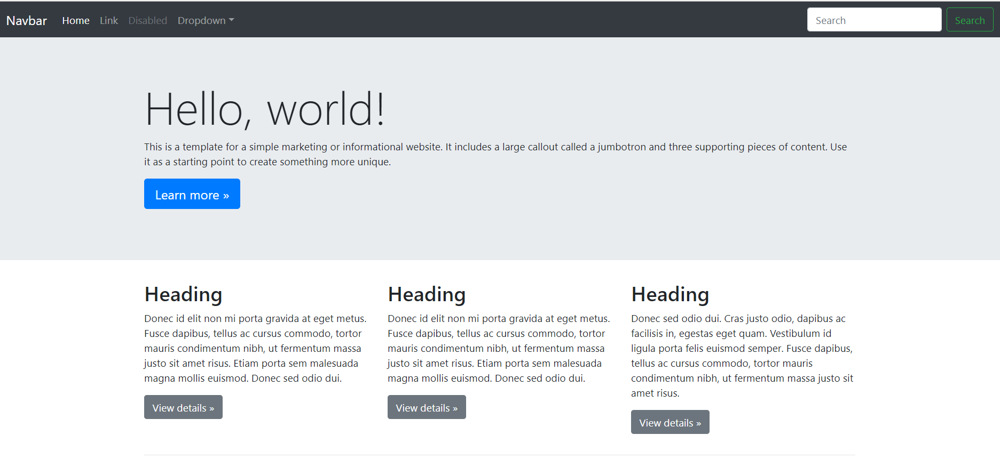 Navbar Home Link Disabled Dropdown Search Search
Hello, world!
This is a template for a simple marketing or informational website. It includes a large callout called a jumbotron and three supporting pieces of content. Use
it as a starting point to create something more unique.
Learn more »
Heading
Donec id elit non mi porta gravida at eget metus.
Fusce dapibus, tellus ac cursus commodo, tortor
mauris condimentum nibh, ut fermentum massa
justo sit amet risus. Etiam porta sem malesuada
magna mollis euismod. Donec sed odio dui.
View details »
Heading
Donec id elit non mi porta gravida at eget metus.
Fusce dapibus, tellus ac cursus commodo, tortor
mauris condimentum nibh, ut fermentum massa
justo sit amet risus. Etiam porta sem malesuada
magna mollis euismod. Donec sed odio dui.
View details »
Heading
Donec sed odio dui. Cras justo odio, dapibus ac
facilisis in, egestas eget quam. Vestibulum id
ligula porta felis euismod semper. Fusce dapibus,
tellus ac cursus commodo, tortor mauris
condimentum nibh, ut fermentum massa justo sit
amet risus.
View details »